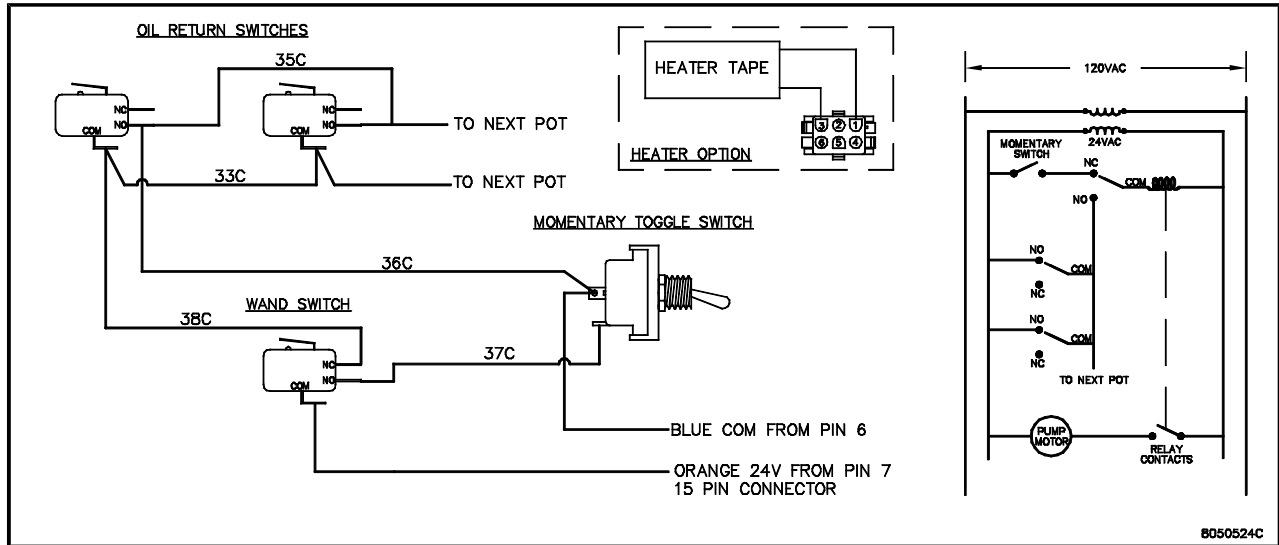 OIL RETURN SWITCHES
35C
NC
NO
COM
NC
NO
COM
TO NEXT POT
33C
TO NEXT POT
HEATER TAPE
3 2 1
6 5 4
HEATER OPTION
MOMENTARY TOGGLE SWITCH
36C
WAND SWITCH
38C
NC
NO
COM
37C
BLUE COM FROM PIN 6
ORANGE 24V FROM PIN 7
15 PIN CONNECTOR
120VAC
24VAC
MOMENTARY
SWITCH
NC
COM
NO
NO
COM
NC
NO
COM
NC
TO NEXT POT
PUMP
MOTOR
RELAY
CONTACTS
8050524C